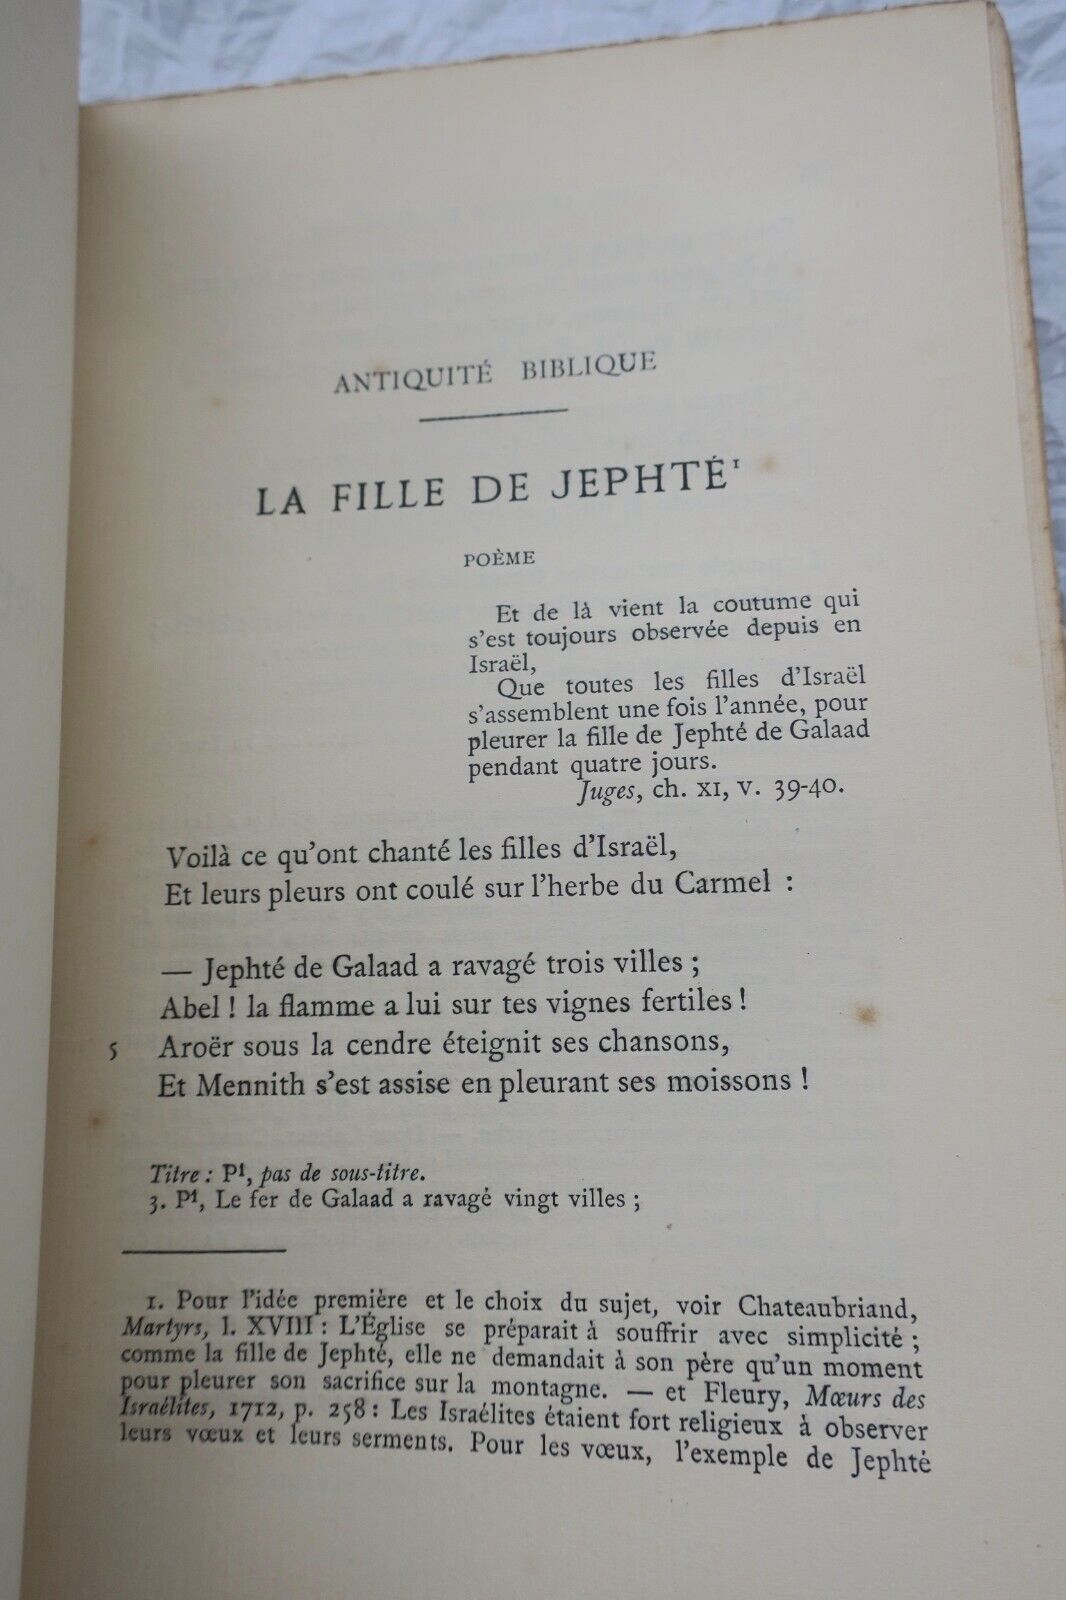 ANTIQUITÉ BIBLIQUE
LA FILLE DE JEPHTÉ¹
POÈME
Et de là vient la coutume qui
s'est toujours observée depuis en
Israël,
Que toutes les filles d'Israël
s'assemblent une fois l'année, pour
pleurer la fille de Jephté de Galaad
pendant quatre jours.
Juges, ch. XI, v. 39-40.
Voilà ce qu'ont chanté les filles d'Israël,
Et leurs pleurs ont coulé sur l'herbe du Carmel :
— Jephté de Galaad a ravagé trois villes ;
Abel ! la flamme a lui sur tes vignes fertiles !
5 Aroër sous la cendre éteignit ses chansons,
Et Mennith s'est assise en pleurant ses moissons !
Titre : P¹, pas de sous-titre.
3. P¹, Le fer de Galaad a ravagé vingt villes ;
1. Pour l'idée première et le choix du sujet, voir Chateaubriand,
Martyrs, l. XVIII : L'Église se préparait à souffrir avec simplicité ;
comme la fille de Jephté, elle ne demandait à son père qu'un moment
pour pleurer son sacrifice sur la montagne. — et Fleury, Mœurs des
Israélites, 1712, p. 258 : Les Israélites étaient fort religieux à observer
leurs vœux et leurs serments. Pour les vœux, l'exemple de Jephté